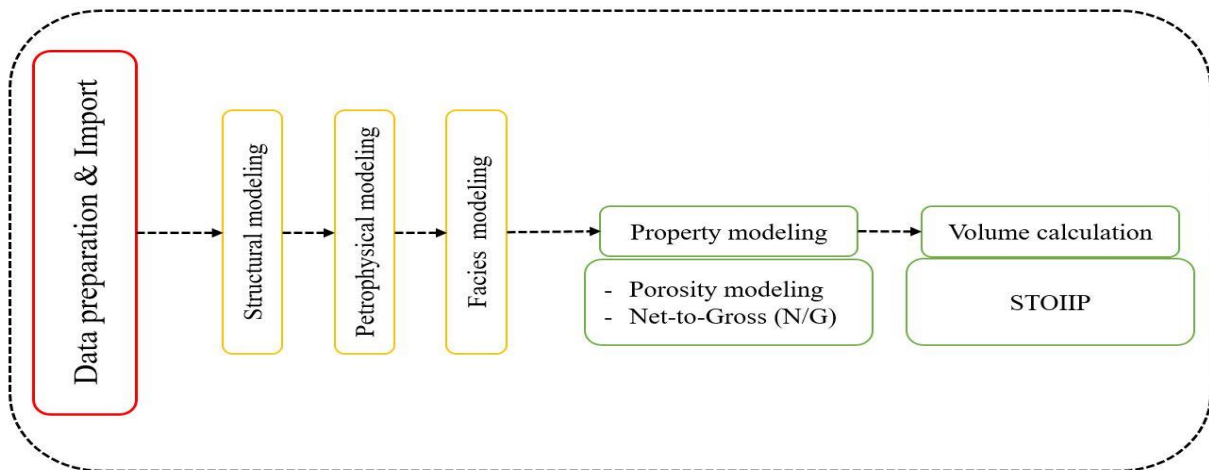 Data preparation & Import
Structural modeling
Petrophysical modeling
Facies modeling
Property modeling
- Porosity modeling
- Net-to-Gross (N/G)
Volume calculation
STOIIP